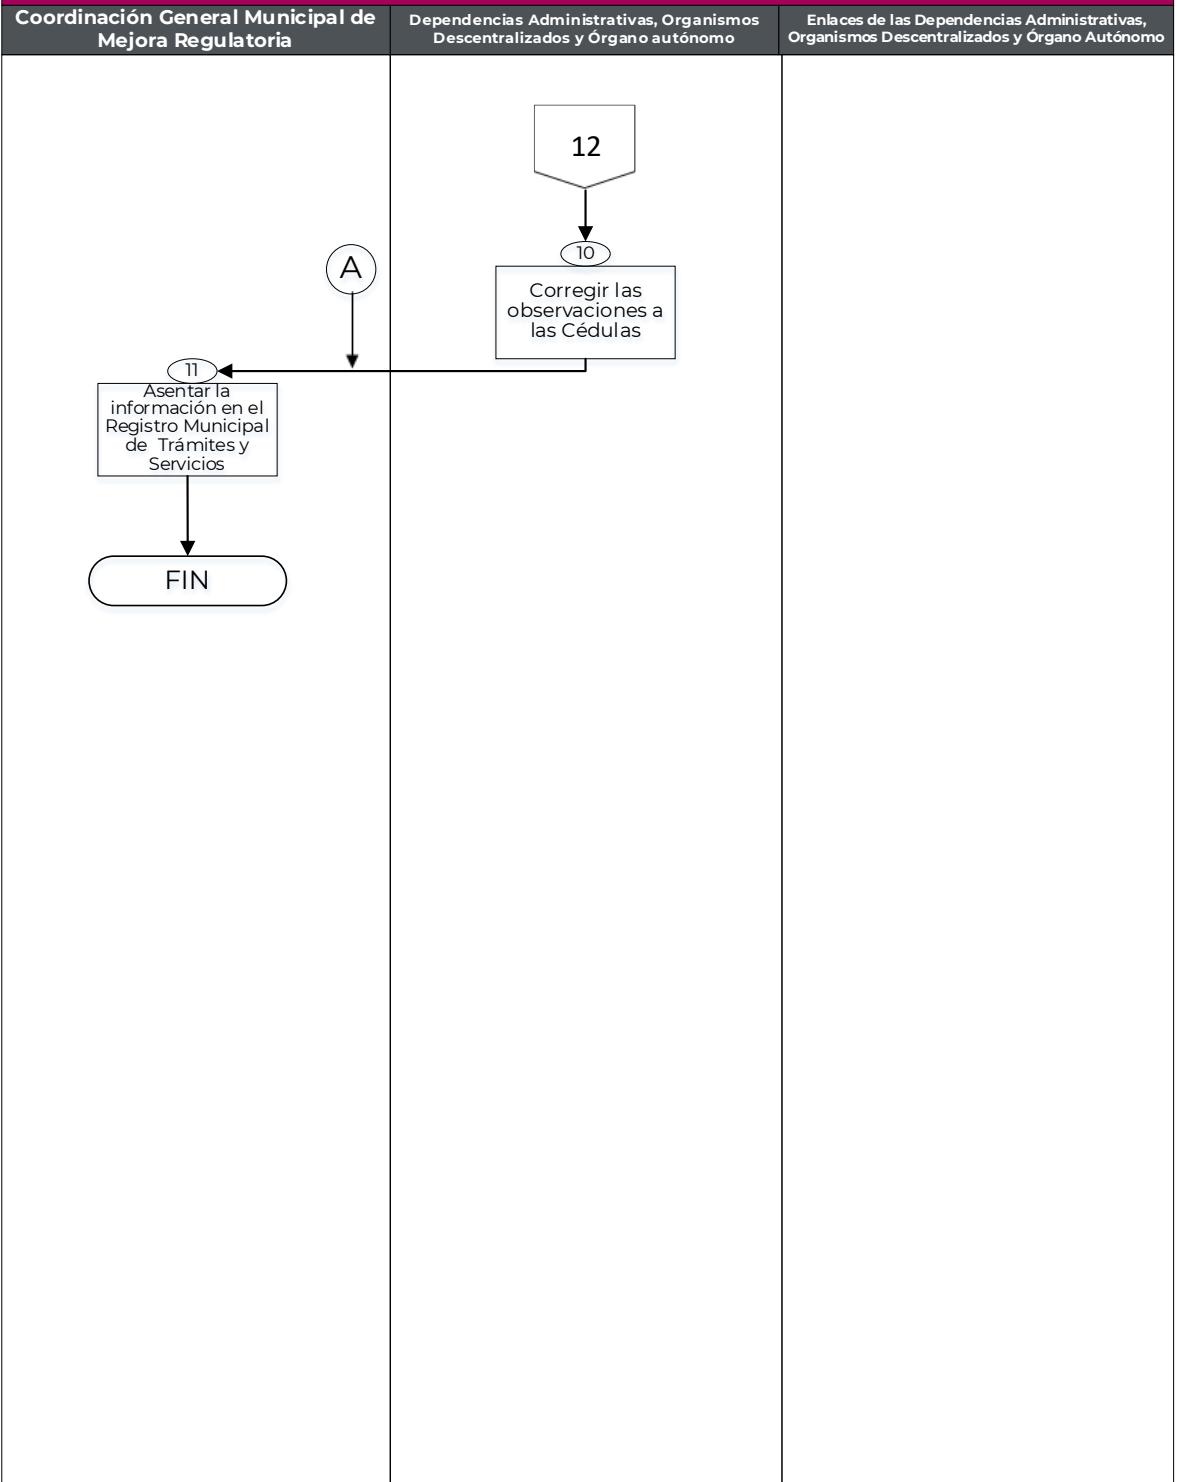 Coordinación General Municipal de
Mejora Regulatoria
Dependencias Administrativas, Organismos
Descentralizados y Órgano autónomo
Enlaces de las Dependencias Administrativas,
Organismos Descentralizados y Órgano Autónomo
12
10
A
Corregir las
observaciones a
las Cédulas
11
Asentar la
información en el
Registro Municipal
de Trámites y
Servicios
FIN